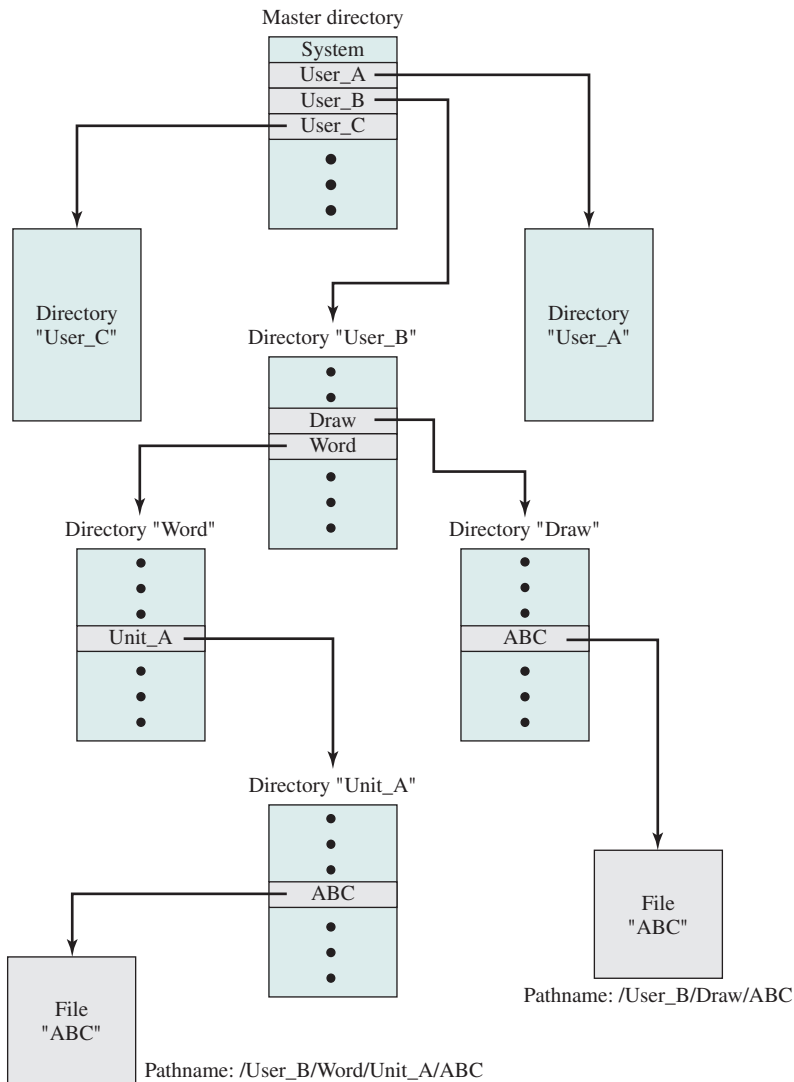 Master directory
System
User_A
User_B
User_C
Directory
"User_C"
Directory
"User_A"
Directory "User_B"
Draw
Word
Directory "Word"
Directory "Draw"
Unit_A
ABC
Directory "Unit_A"
ABC
File
"ABC"
Pathname: /User_B/Draw/ABC
File
"ABC"
Pathname: /User_B/Word/Unit_A/ABC